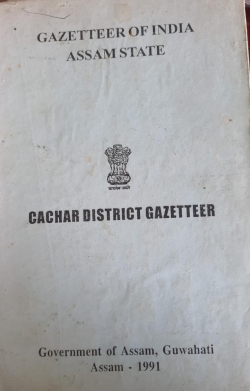 GAZETTEER OF INDIA
ASSAM STATE
CACHAR DISTRICT GAZETTEER
Government of Assam, Guwahati
Assam - 1991